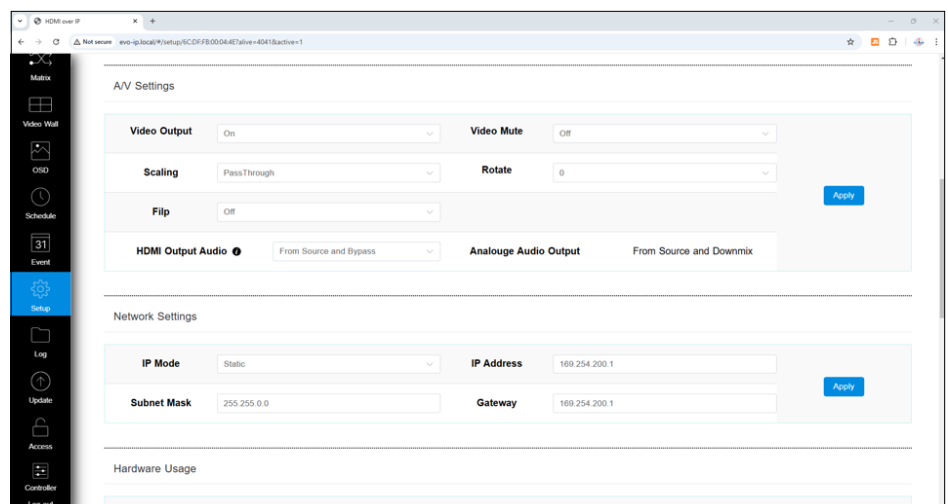 HDMI over IP
Not secure evo-ip.local/#/setup/6C:DF:FB:00:04:4E?alive=4041&active=1
Matrix
Video Wall
OSD
Schedule
31
Event
Setup
Log
Update
Access
Controller
Log out
A/V Settings
Video Output On Video Mute Off
Scaling PassThrough Rotate 0
Apply
Filp Off
HDMI Output Audio From Source and Bypass Analouge Audio Output From Source and Downmix
Network Settings
IP Mode Static IP Address 169.254.200.1
Apply
Subnet Mask 255.255.0.0 Gateway 169.254.200.1
Hardware Usage